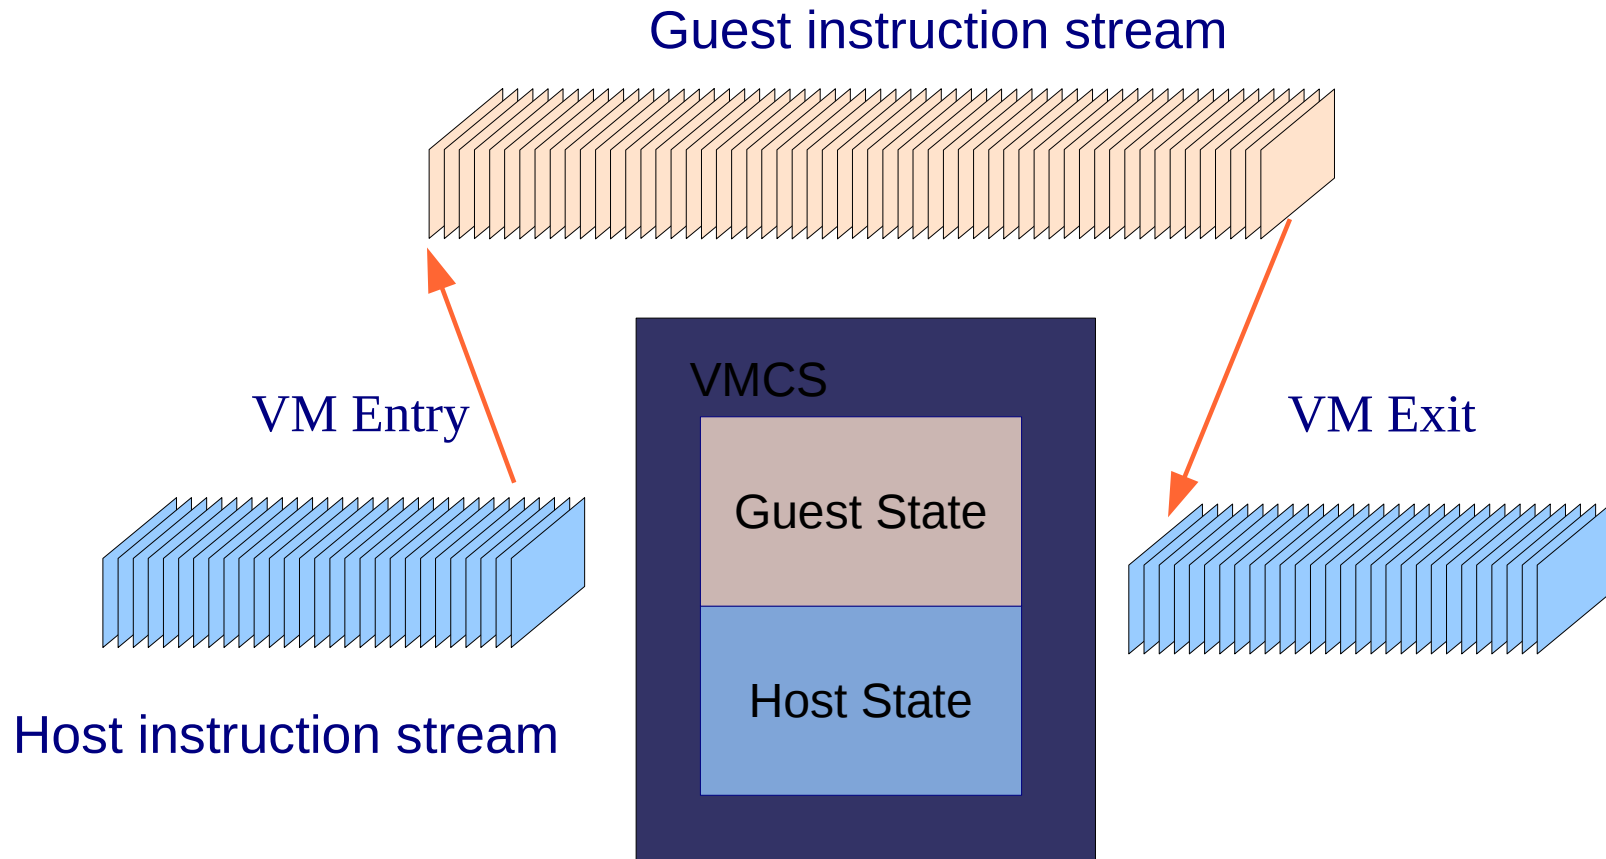 Guest instruction stream
VMCS
VM Entry
VM Exit
Guest State
Host State
Host instruction stream